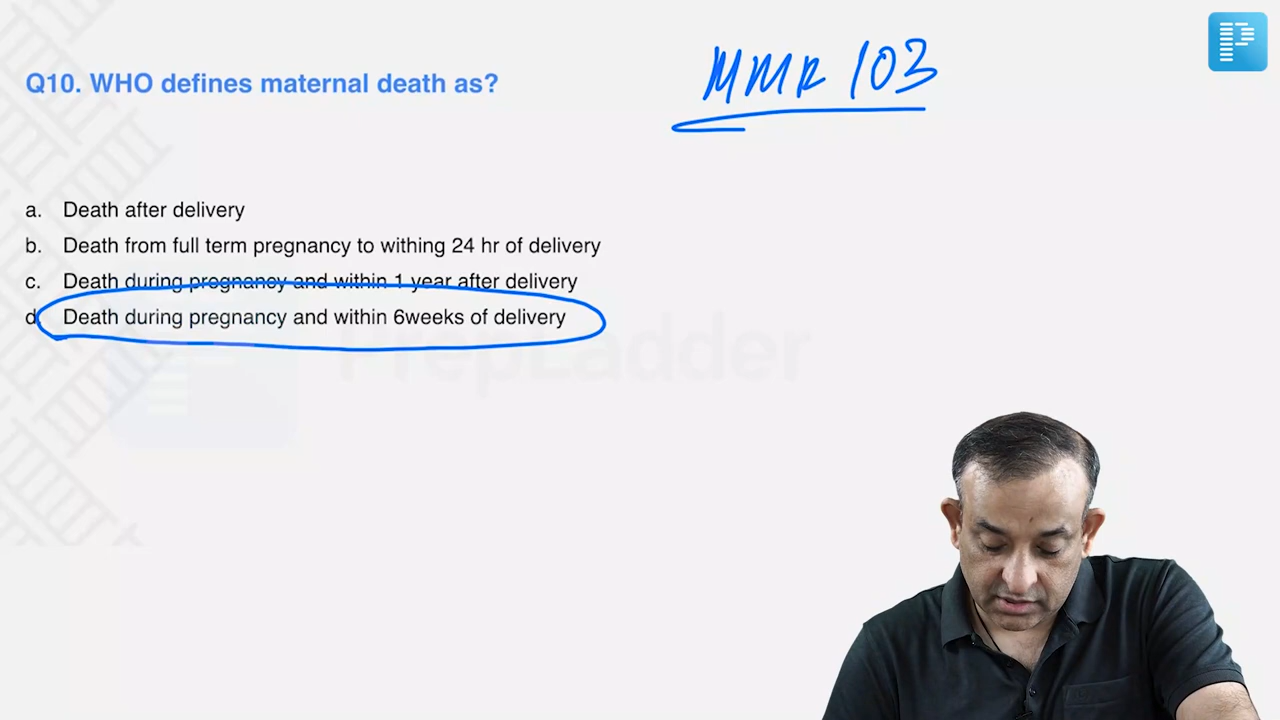 Q10. WHO defines maternal death as?
MMR 103
a. Death after delivery
b. Death from full term pregnancy to withing 24 hr of delivery
c. Death during pregnancy and within 1 year after delivery
d. Death during pregnancy and within 6weeks of delivery
PrepLadder